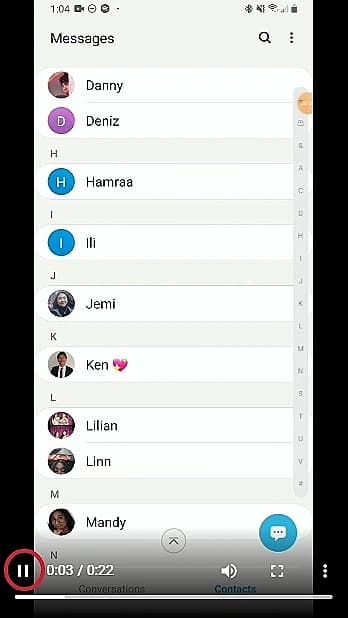 1:04
Messages
Danny
D Deniz
H
H Hamraa
I
I Ili
J
Jemi
K
Ken 💖
L
Lilian
Linn
M
Mandy
N
&
A
C
D
H
I
J
K
L
M
N
S
T
U
V
#
0:03 / 0:22
Conversations Contacts